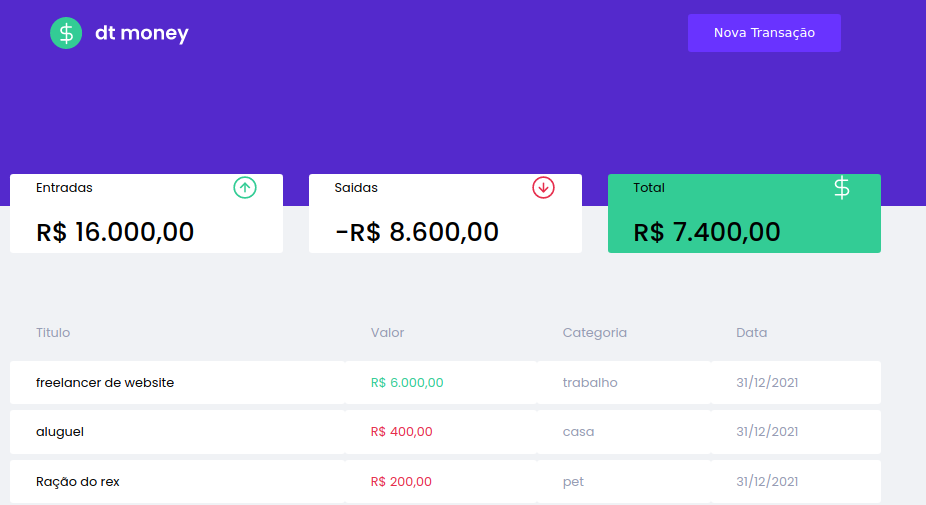 dt money
Nova Transação
Entradas
Saidas
Total
R$ 16.000,00
-R$ 8.600,00
R$ 7.400,00
Titulo Valor Categoria Data
freelancer de website R$ 6.000,00 trabalho 31/12/2021
aluguel R$ 400,00 casa 31/12/2021
Ração do rex R$ 200,00 pet 31/12/2021